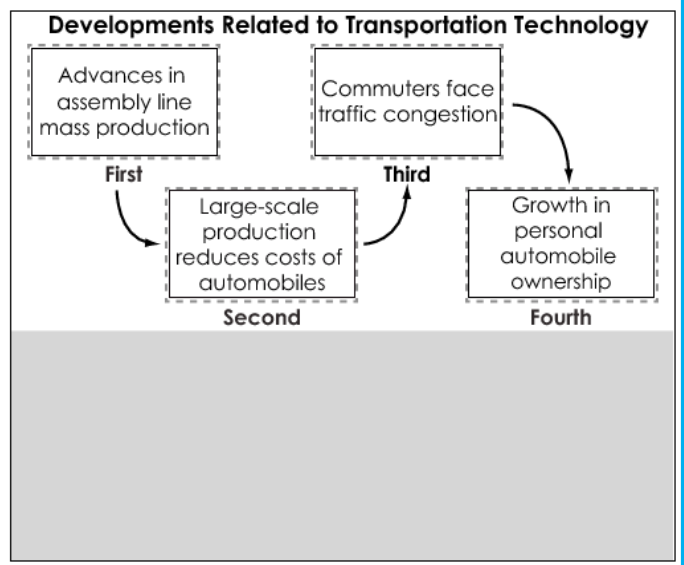 Developments Related to Transportation Technology
Advances in
assembly line
mass production
First
Large-scale
production
reduces costs of
automobiles
Second
Commuters face
traffic congestion
Third
Growth in
personal
automobile
ownership
Fourth